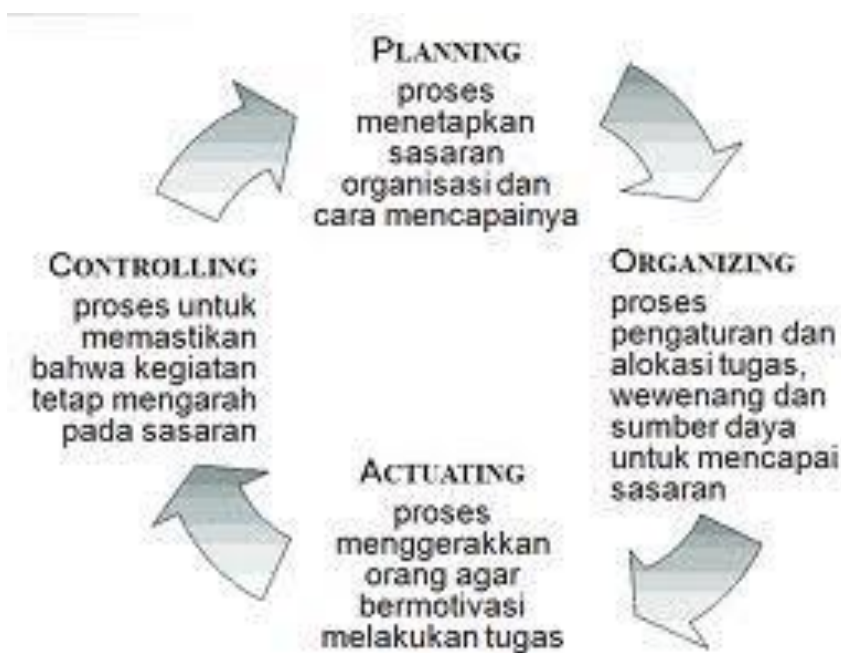 PLANNING
proses
menetapkan
sasaran
organisasi dan
cara mencapainya
ORGANIZING
proses
pengaturan dan
alokasi tugas,
wewenang dan
sumber daya
untuk mencapai
sasaran
ACTUATING
proses
menggerakkan
orang agar
bermotivasi
melakukan tugas
CONTROLLING
proses untuk
memastikan
bahwa kegiatan
tetap mengarah
pada sasaran